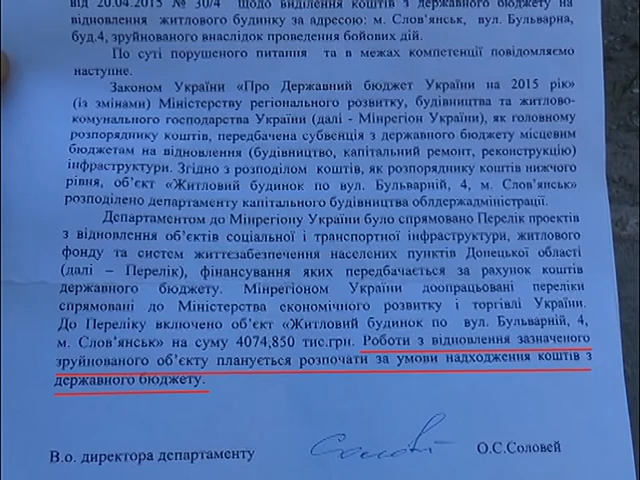 від 20.04.2015 № 30/4 щодо виділення коштів з державного бюджету на
відновлення житлового будинку за адресою: м. Слов’янськ, вул. Бульварна,
буд.4, зруйнованого внаслідок проведення бойових дій.
По суті порушеного питання та в межах компетенції повідомляємо
наступне.
Законом України «Про Державний бюджет України на 2015 рік»
(із змінами) Міністерству регіонального розвитку, будівництва та житлово-
комунального господарства України (далі - Мінрегіон України), як головному
розпоряднику коштів, передбачена субвенція з державного бюджету місцевим
бюджетам на відновлення (будівництво, капітальний ремонт, реконструкцію)
інфраструктури. Згідно з розподілом коштів, як розпоряднику коштів нижчого
рівня, об’єкт «Житловий будинок по вул. Бульварній, 4, м. Слов’янськ»
розподілено департаменту капітального будівництва облдержадміністрації.
Департаментом до Мінрегіону України було спрямовано Перелік проектів
з відновлення об’єктів соціальної і транспортної інфраструктури, житлового
фонду та систем життєзабезпечення населених пунктів Донецької області
(далі – Перелік), фінансування яких передбачається за рахунок коштів
державного бюджету. Мінрегіоном України доопрацьовані переліки
спрямовані до Міністерства економічного розвитку і торгівлі України.
До Переліку включено об’єкт «Житловий будинок по вул. Бульварній, 4,
м. Слов’янськ» на суму 4074,850 тис.грн. Роботи з відновлення зазначеного
зруйнованого об’єкту планується розпочати за умови надходження коштів з
державного бюджету.
В.о. директора департаменту О.С.Соловей